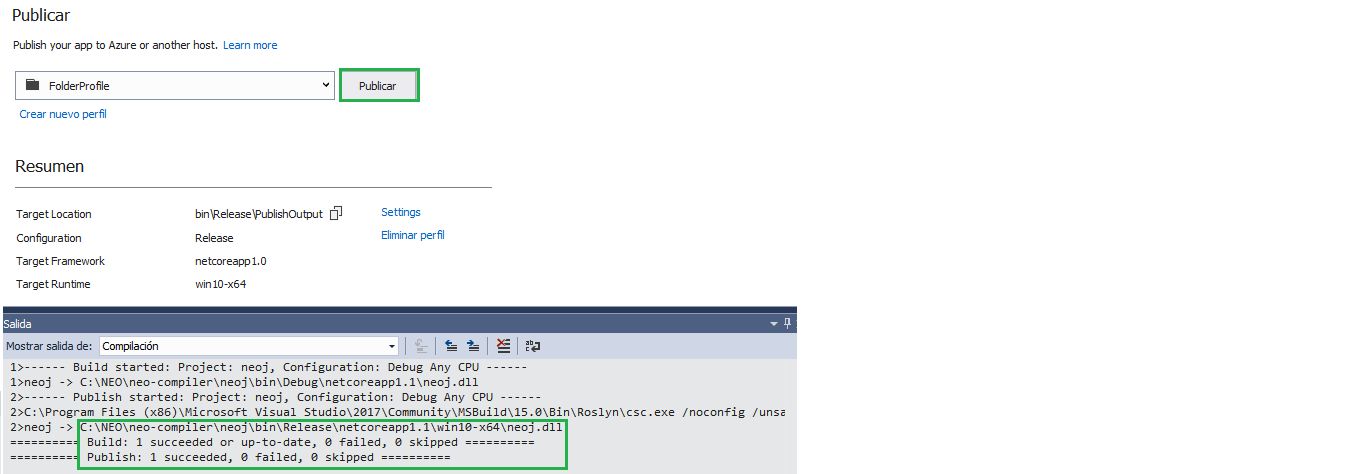 Publicar
Publish your app to Azure or another host. Learn more
FolderProfile Publicar
Crear nuevo perfil
Resumen
Target Location bin\Release\PublishOutput Settings
Configuration Release Eliminar perfil
Target Framework netcoreapp1.0
Target Runtime win10-x64
Salida
Mostrar salida de: Compilación
1>------ Build started: Project: neoj, Configuration: Debug Any CPU ------
1>neoj -> C:\NEO\neo-compiler\neoj\bin\Debug\netcoreapp1.1\neoj.dll
2>------ Publish started: Project: neoj, Configuration: Debug Any CPU ------
2>C:\Program Files (x86)\Microsoft Visual Studio\2017\Community\MSBuild\15.0\Bin\Roslyn\csc.exe /noconfig /unsa
2>neoj -> C:\NEO\neo-compiler\neoj\bin\Release\netcoreapp1.1\win10-x64\neoj.dll
========== Build: 1 succeeded or up-to-date, 0 failed, 0 skipped ==========
========== Publish: 1 succeeded, 0 failed, 0 skipped ==========